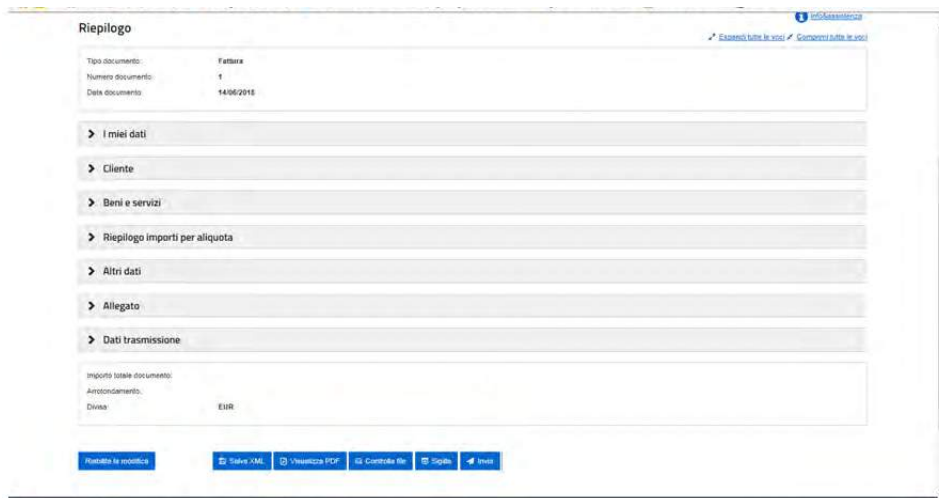 Info&assistenza
Riepilogo
Espandi tutte le voci Comprimi tutte le voci
Tipo documento: Fattura
Numero documento: 1
Data documento: 14/06/2018
I miei dati
Cliente
Beni e servizi
Riepilogo importi per aliquota
Altri dati
Allegato
Dati trasmissione
Importo totale documento:
Arrotondamento:
Divisa: EUR
Riabilita la modifica Salva XML Visualizza PDF Controlla file Sigilla Invia